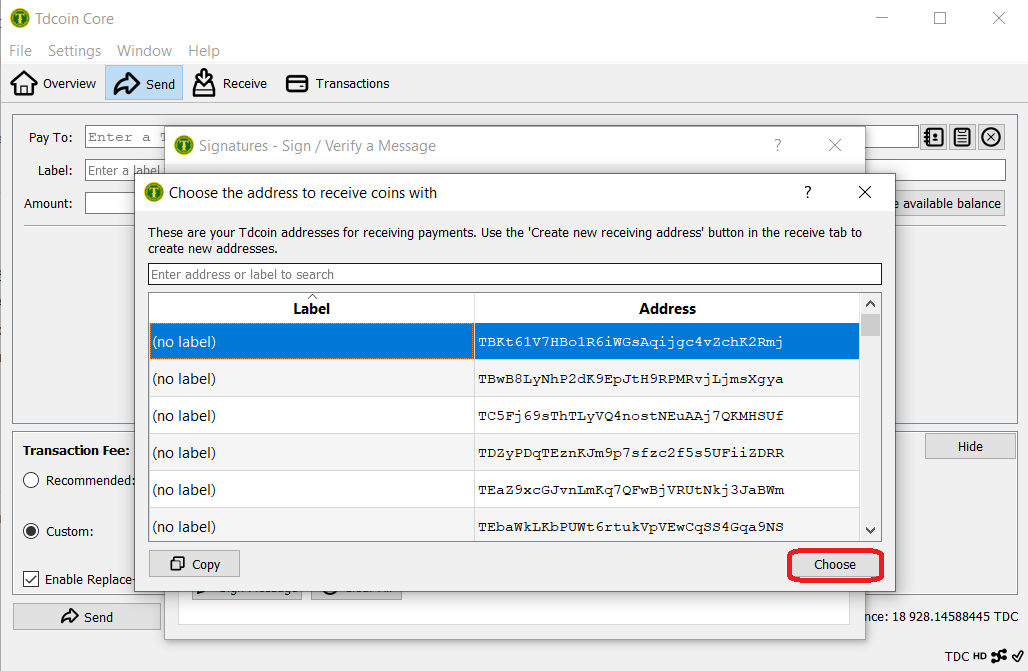 Tdcoin Core
File Settings Window Help
Overview Send Receive Transactions
Pay To: Enter a
Signatures - Sign / Verify a Message ?
Label: Enter a label
Choose the address to receive coins with ?
Amount: available balance
These are your Tdcoin addresses for receiving payments. Use the 'Create new receiving address' button in the receive tab to
create new addresses.
Enter address or label to search
Label Address
(no label) TBKt61V7HBo1R6iWGsAqijgc4vZchK2Rmj
(no label) TBwB8LyNhP2dK9EpJtH9RPMRvjLjmsXgya
(no label) TC5Fj69sThTLyVQ4nostNEuAAj7QKMHSUf
(no label) TDZyPDqTEznKJm9p7sfzc2f5s5UFiiZDRR
(no label) TEaZ9xcGJvnLmKq7QFwBjVRUtNkj3JaBWm
(no label) TEbaWkLKbPUWt6rtukVpVEwCqSS4Gqa9NS
Transaction Fee: Hide
Recommended:
Custom:
Copy Choose
Enable Replace-
Send nce: 18 928.14588445 TDC
TDC HD